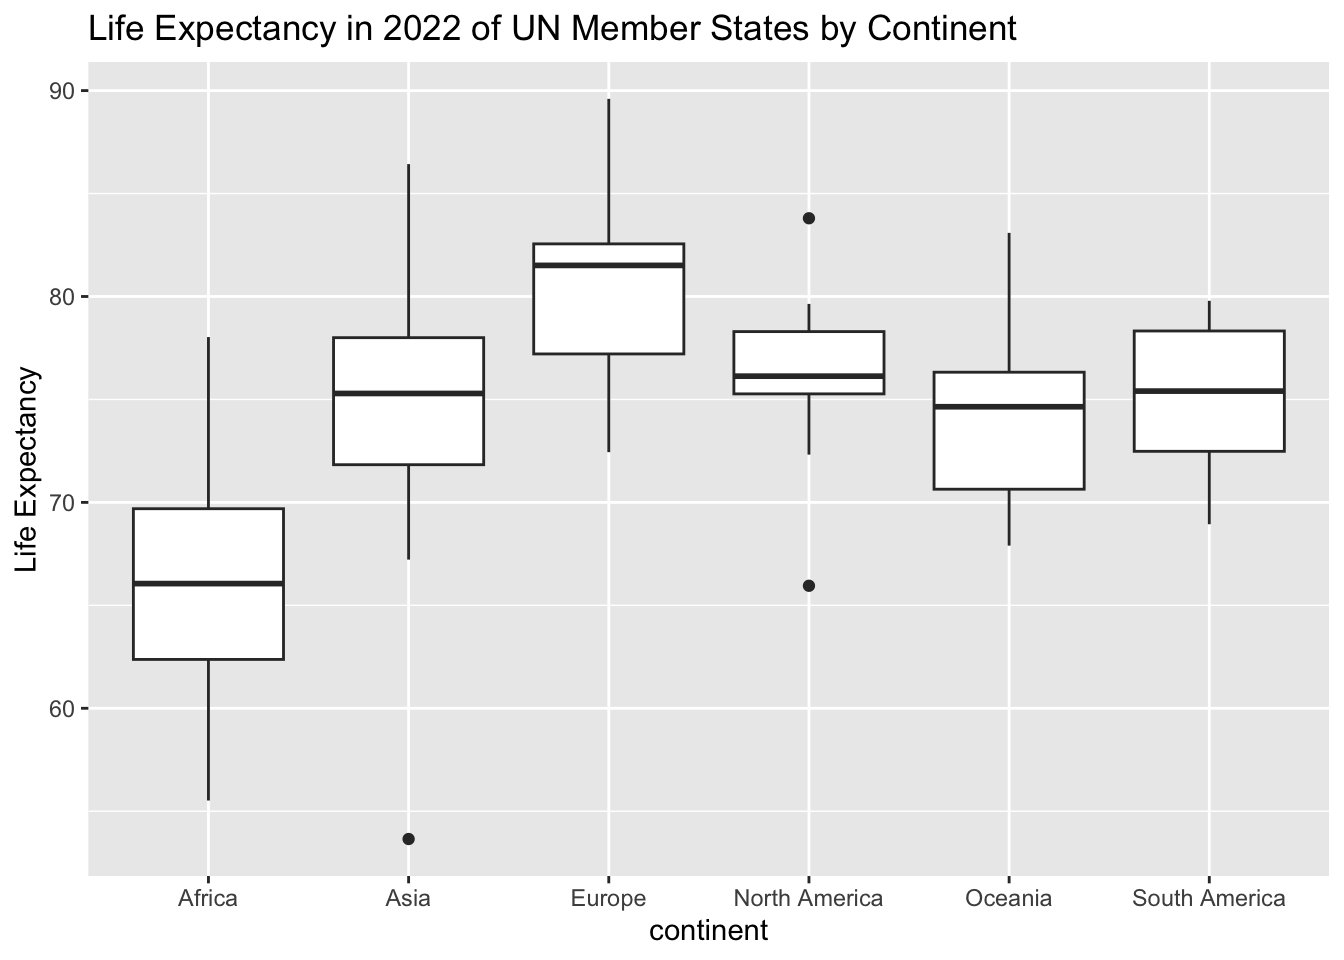 Life Expectancy in 2022 of UN Member States by Continent
90
80
70
60
Life Expectancy
Africa Asia Europe North America Oceania South America
continent